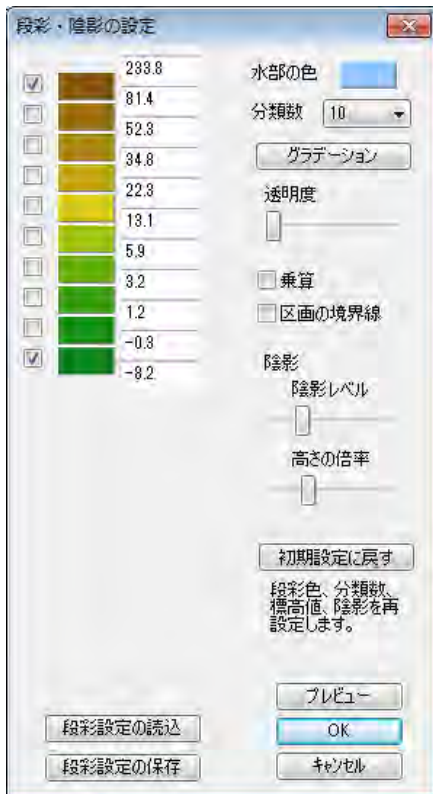 段彩・陰影の設定
233.8
81.4
52.3
34.8
22.3
13.1
5.9
3.2
1.2
-0.3
-8.2
水部の色
分類数 10
グラデーション
透明度
乗算
区画の境界線
陰影
陰影レベル
高さの倍率
初期設定に戻す
段彩色、分類数、
標高値、陰影を再
設定します。
プレビュー
段彩設定の読込
OK
段彩設定の保存
キャンセル